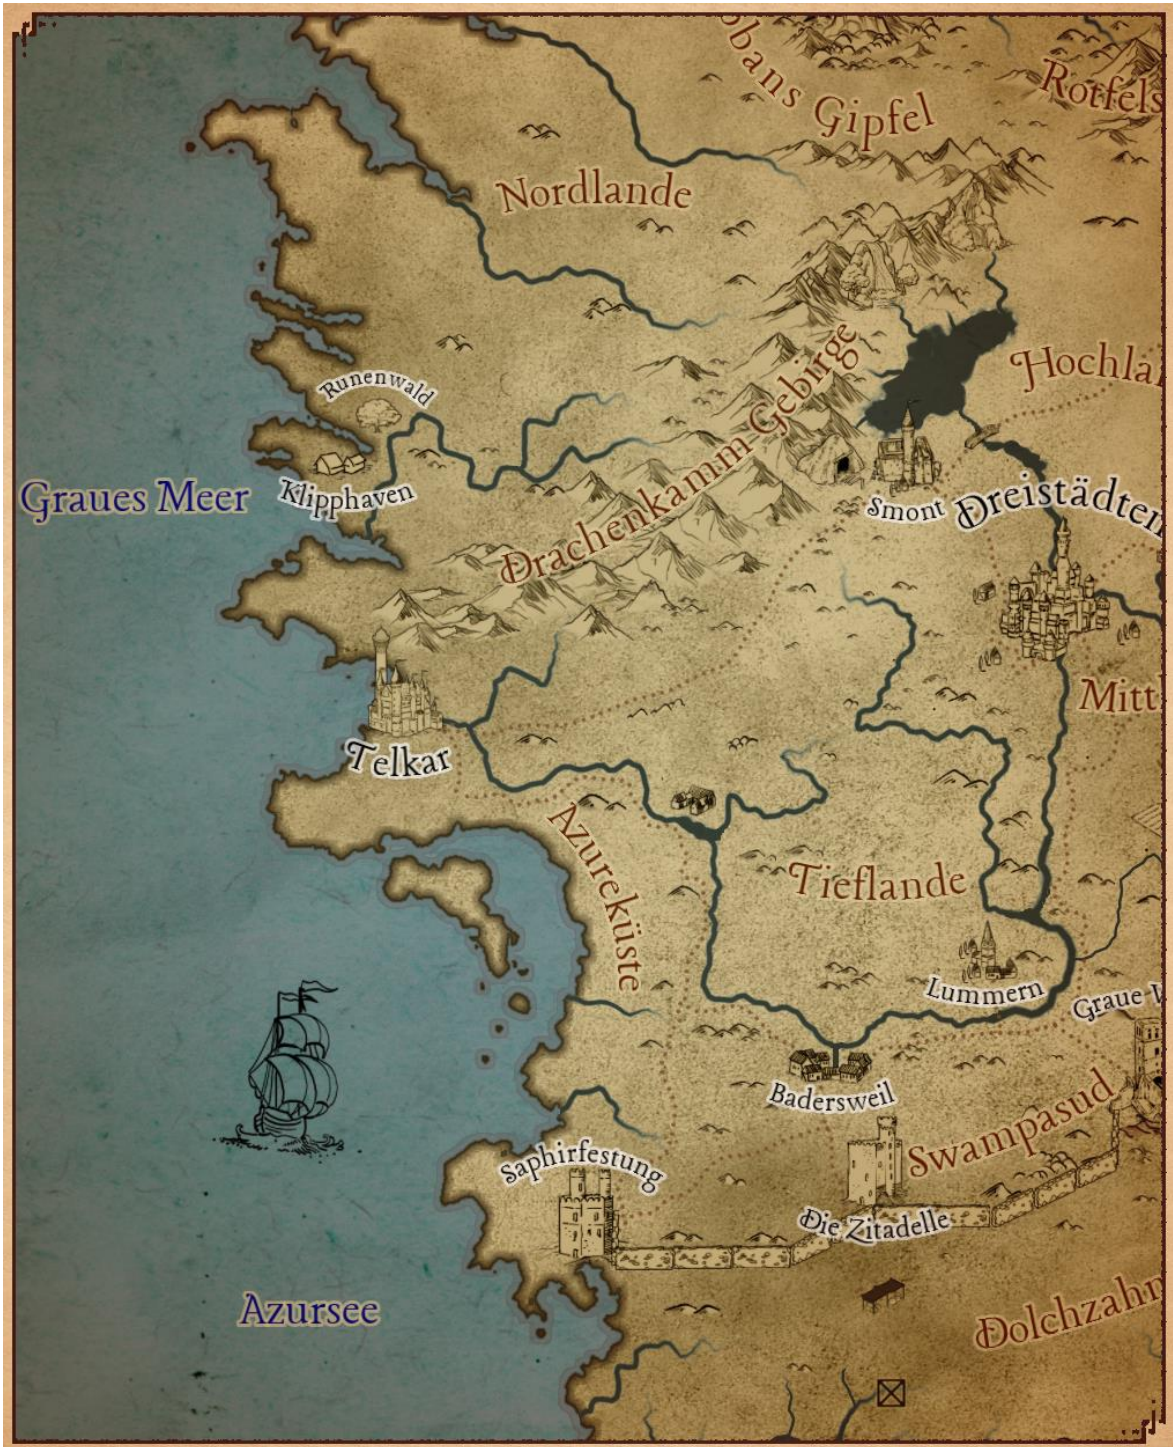 obans Gipfel
Rotfels
Nordlande
Hochla
Runenwald
Drachenkamm Gebirge
Graues Meer
Klipphaven
Smont
Dreistädten
Mitt
Telkar
Azureküste
Tieflande
Lummern
Graue
Badersweil
Swampasud
Saphirfestung
Die Zitadelle
Azursee
Dolchzahn